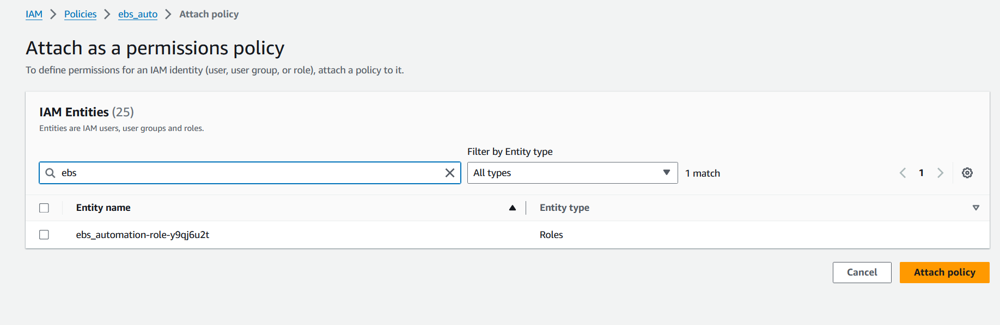 IAM > Policies > ebs_auto > Attach policy
Attach as a permissions policy
To define permissions for an IAM identity (user, user group, or role), attach a policy to it.
IAM Entities (25)
Entities are IAM users, user groups and roles.
Filter by Entity type
ebs All types 1 match 1
Entity name Entity type
ebs_automation-role-y9qj6u2t Roles
Cancel Attach policy